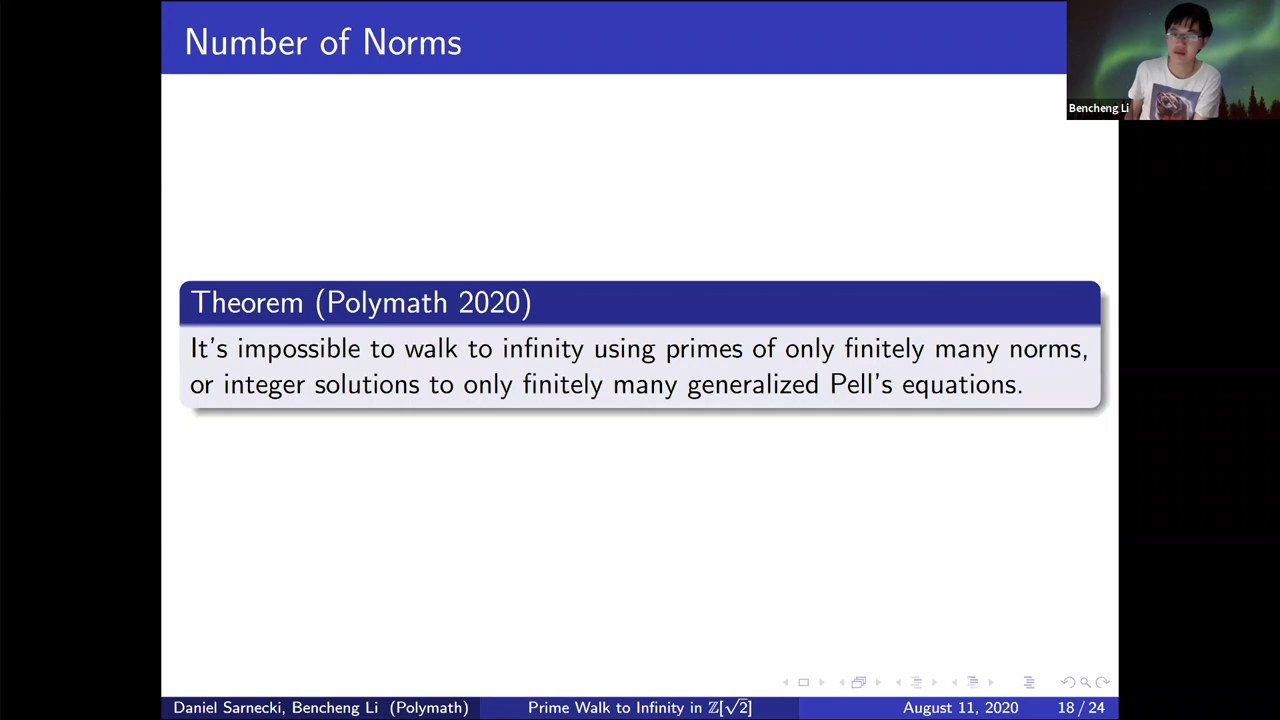 Number of Norms
Bencheng Li
Theorem (Polymath 2020)
It's impossible to walk to infinity using primes of only finitely many norms,
or integer solutions to only finitely many generalized Pell's equations.
Daniel Sarnecki, Bencheng Li (Polymath)
Prime Walk to Infinity in ℤ[√2]
August 11, 2020
18 / 24